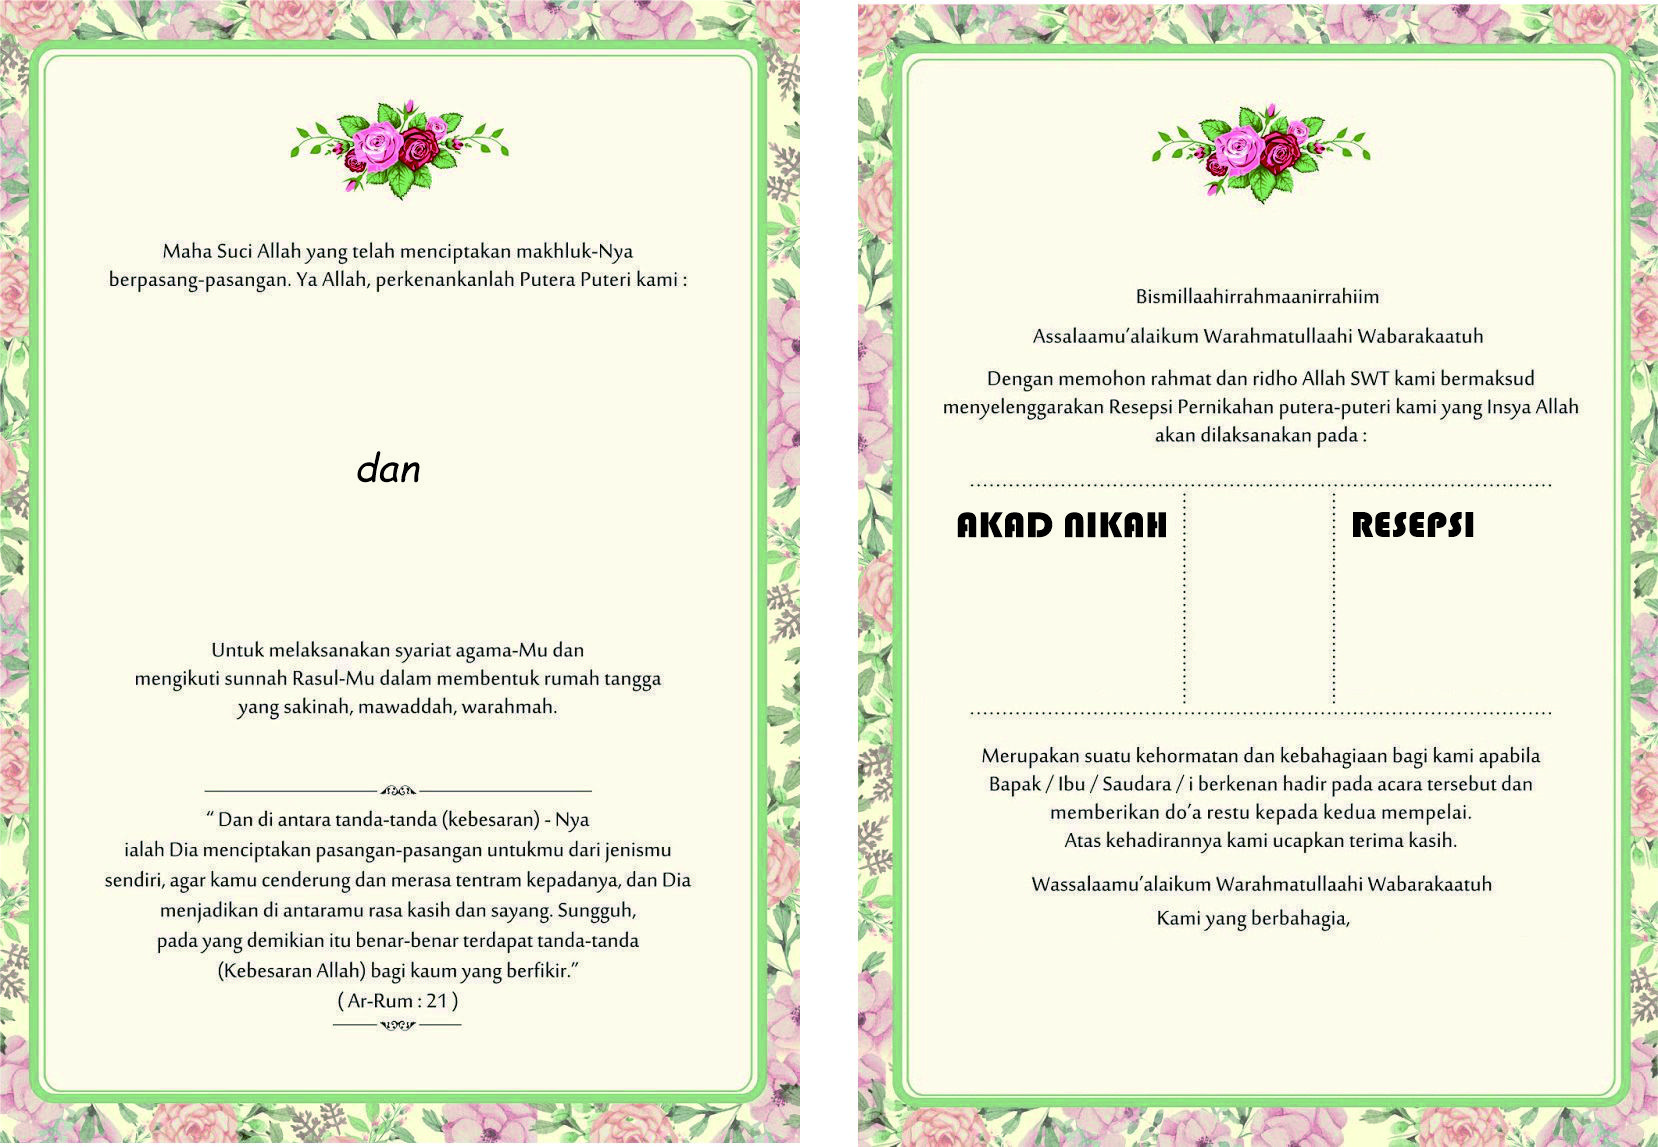 Maha Suci Allah yang telah menciptakan makhluk-Nya
berpasang-pasangan. Ya Allah, perkenankanlah Putera Puteri kami :
dan
Untuk melaksanakan syariat agama-Mu dan
mengikuti sunnah Rasul-Mu dalam membentuk rumah tangga
yang sakinah, mawaddah, warahmah.
“ Dan di antara tanda-tanda (kebesaran) - Nya
ialah Dia menciptakan pasangan-pasangan untukmu dari jenismu
sendiri, agar kamu cenderung dan merasa tentram kepadanya, dan Dia
menjadikan di antaramu rasa kasih dan sayang. Sungguh,
pada yang demikian itu benar-benar terdapat tanda-tanda
(Kebesaran Allah) bagi kaum yang berfikir.”
( Ar-Rum : 21 )
Bismillaahirrahmaanirrahiim
Assalaamu’alaikum Warahmatullaahi Wabarakaatuh
Dengan memohon rahmat dan ridho Allah SWT kami bermaksud
menyelenggarakan Resepsi Pernikahan putera-puteri kami yang Insya Allah
akan dilaksanakan pada :
AKAD NIKAH
RESEPSI
Merupakan suatu kehormatan dan kebahagiaan bagi kami apabila
Bapak / Ibu / Saudara / i berkenan hadir pada acara tersebut dan
memberikan do’a restu kepada kedua mempelai.
Atas kehadirannya kami ucapkan terima kasih.
Wassalaamu’alaikum Warahmatullaahi Wabarakaatuh
Kami yang berbahagia,